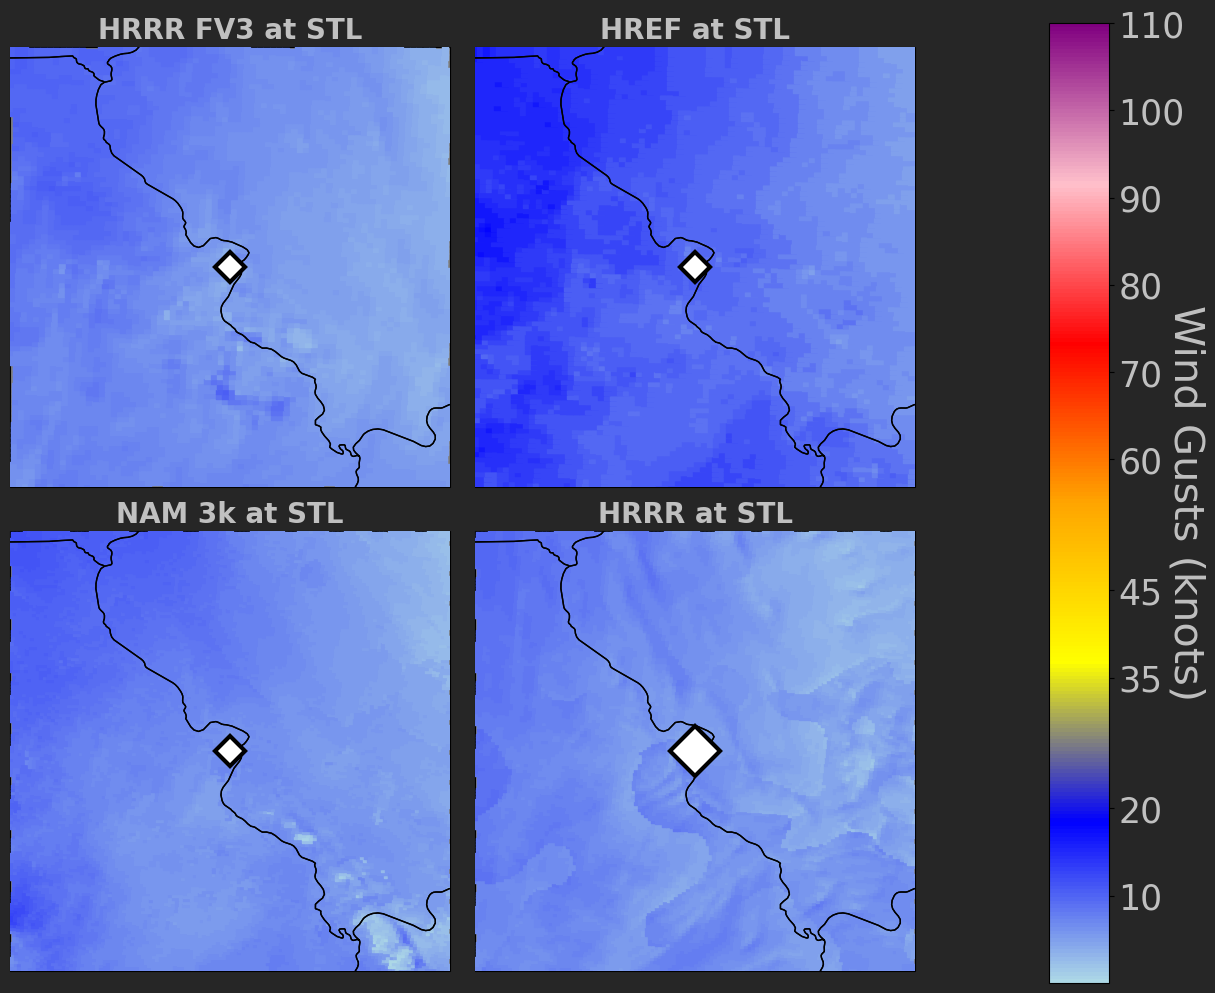 HRRR FV3 at STL
HREF at STL
NAM 3k at STL
HRRR at STL
110
100
90
80
70
60
45
35
20
10
Wind Gusts (knots)